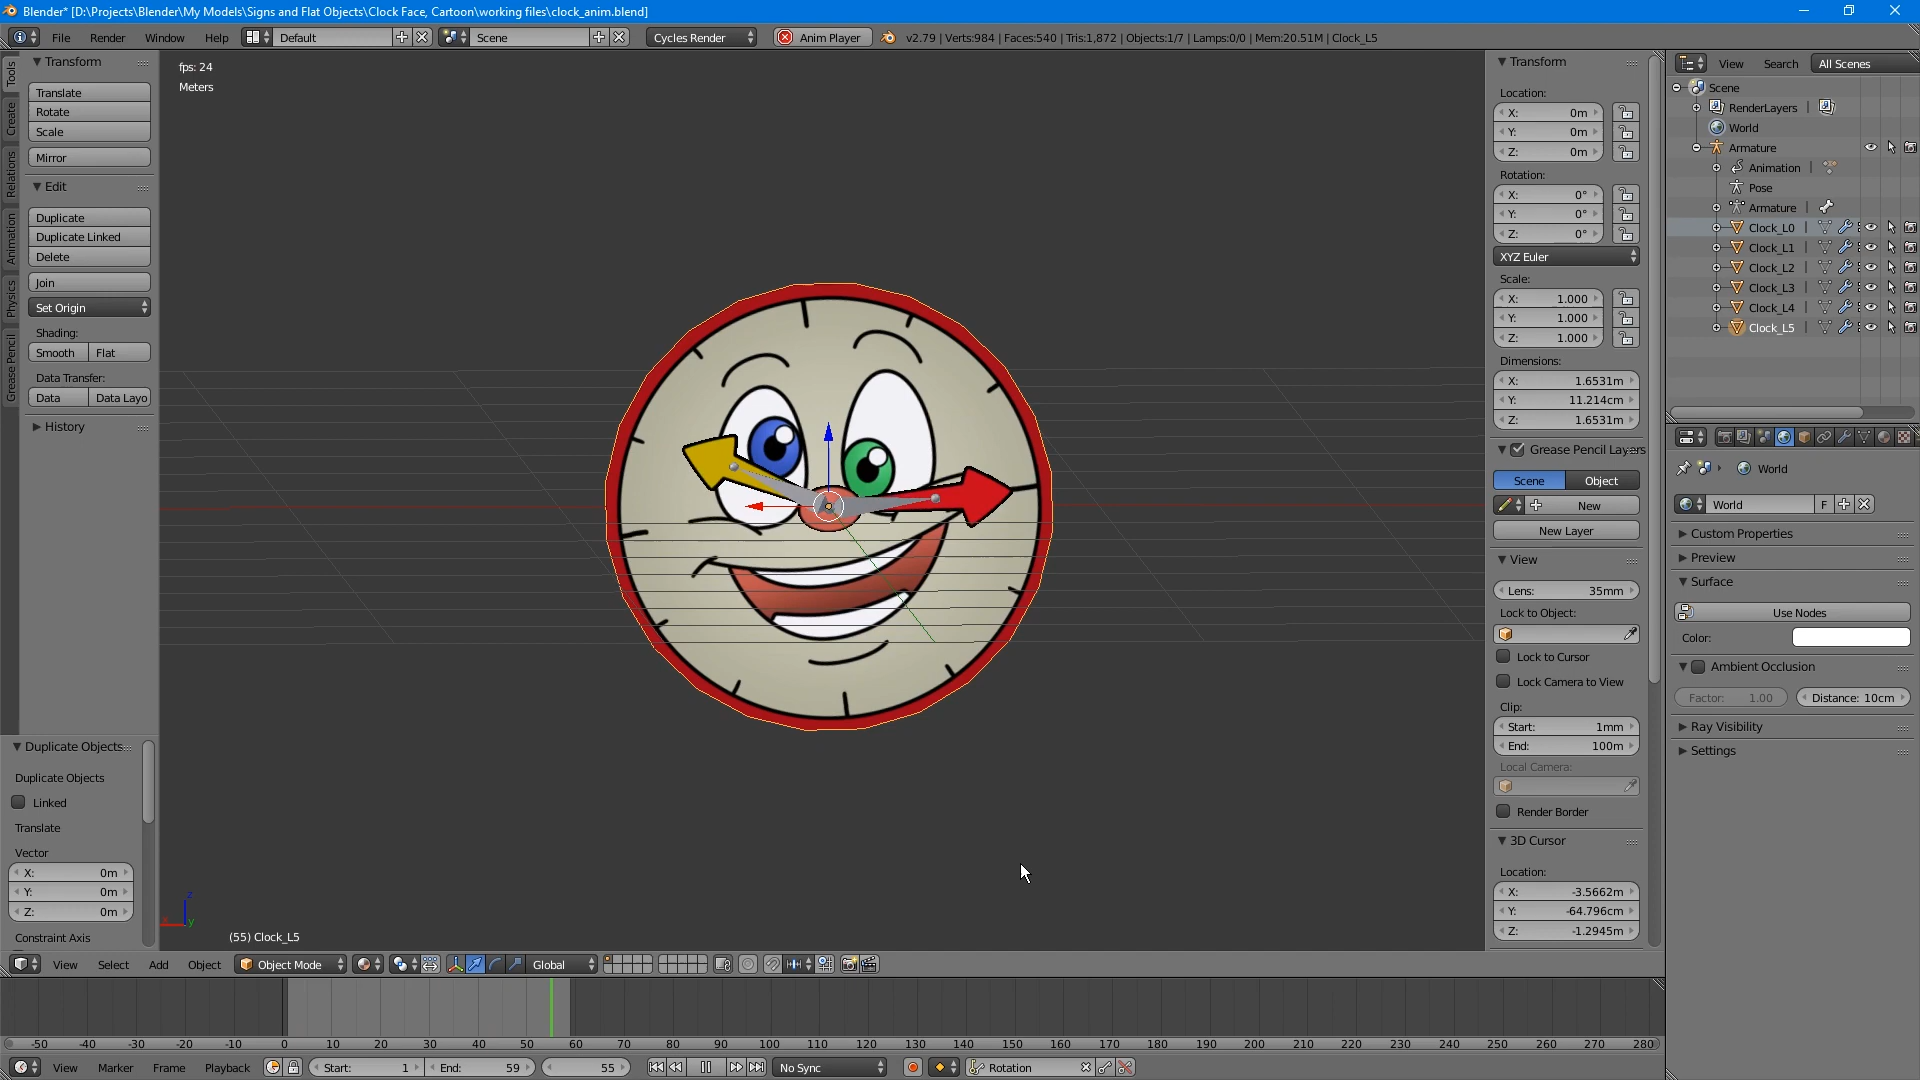 Blender* [D:\Projects\Blender\My Models\Signs and Flat Objects\Clock Face, Cartoon\working files\clock_anim.blend]
File Render Window Help Default Scene Cycles Render Anim Player v2.79 | Verts:984 | Faces:540 | Tris:1,872 | Objects:1/7 | Lamps:0/0 | Mem:20.51M | Clock_L5
Tools
Create
Relations
Animation
Physics
Grease Pencil
Transform
Translate
Rotate
Scale
Mirror
Edit
Duplicate
Duplicate Linked
Delete
Join
Set Origin
Shading:
Smooth Flat
Data Transfer:
Data Data Layo
History
Duplicate Objects
Duplicate Objects
Linked
Translate
Vector
X: 0m
Y: 0m
Z: 0m
Constraint Axis
fps: 24
Meters
z
x y
(55) Clock_L5
Transform
Location:
X: 0m
Y: 0m
Z: 0m
Rotation:
X: 0°
Y: 0°
Z: 0°
XYZ Euler
Scale:
X: 1.000
Y: 1.000
Z: 1.000
Dimensions:
X: 1.6531m
Y: 11.214cm
Z: 1.6531m
Grease Pencil Layers
Scene Object
New
New Layer
View
Lens: 35mm
Lock to Object:
Lock to Cursor
Lock Camera to View
Clip:
Start: 1mm
End: 100m
Local Camera:
Render Border
3D Cursor
Location:
X: -3.5662m
Y: -64.796cm
Z: -1.2945m
View Search All Scenes
Scene
RenderLayers |
World
Armature
Animation |
Pose
Armature |
Clock_L0 |
Clock_L1 |
Clock_L2 |
Clock_L3 |
Clock_L4 |
Clock_L5 |
World
World F
Custom Properties
Preview
Surface
Use Nodes
Color:
Ambient Occlusion
Factor: 1.00 Distance: 10cm
Ray Visibility
Settings
View Select Add Object Object Mode Global
-50 -40 -30 -20 -10 0 10 20 30 40 50 60 70 80 90 100 110 120 130 140 150 160 170 180 190 200 210 220 230 240 250 260 270 280
View Marker Frame Playback Start: 1 End: 59 55 No Sync Rotation